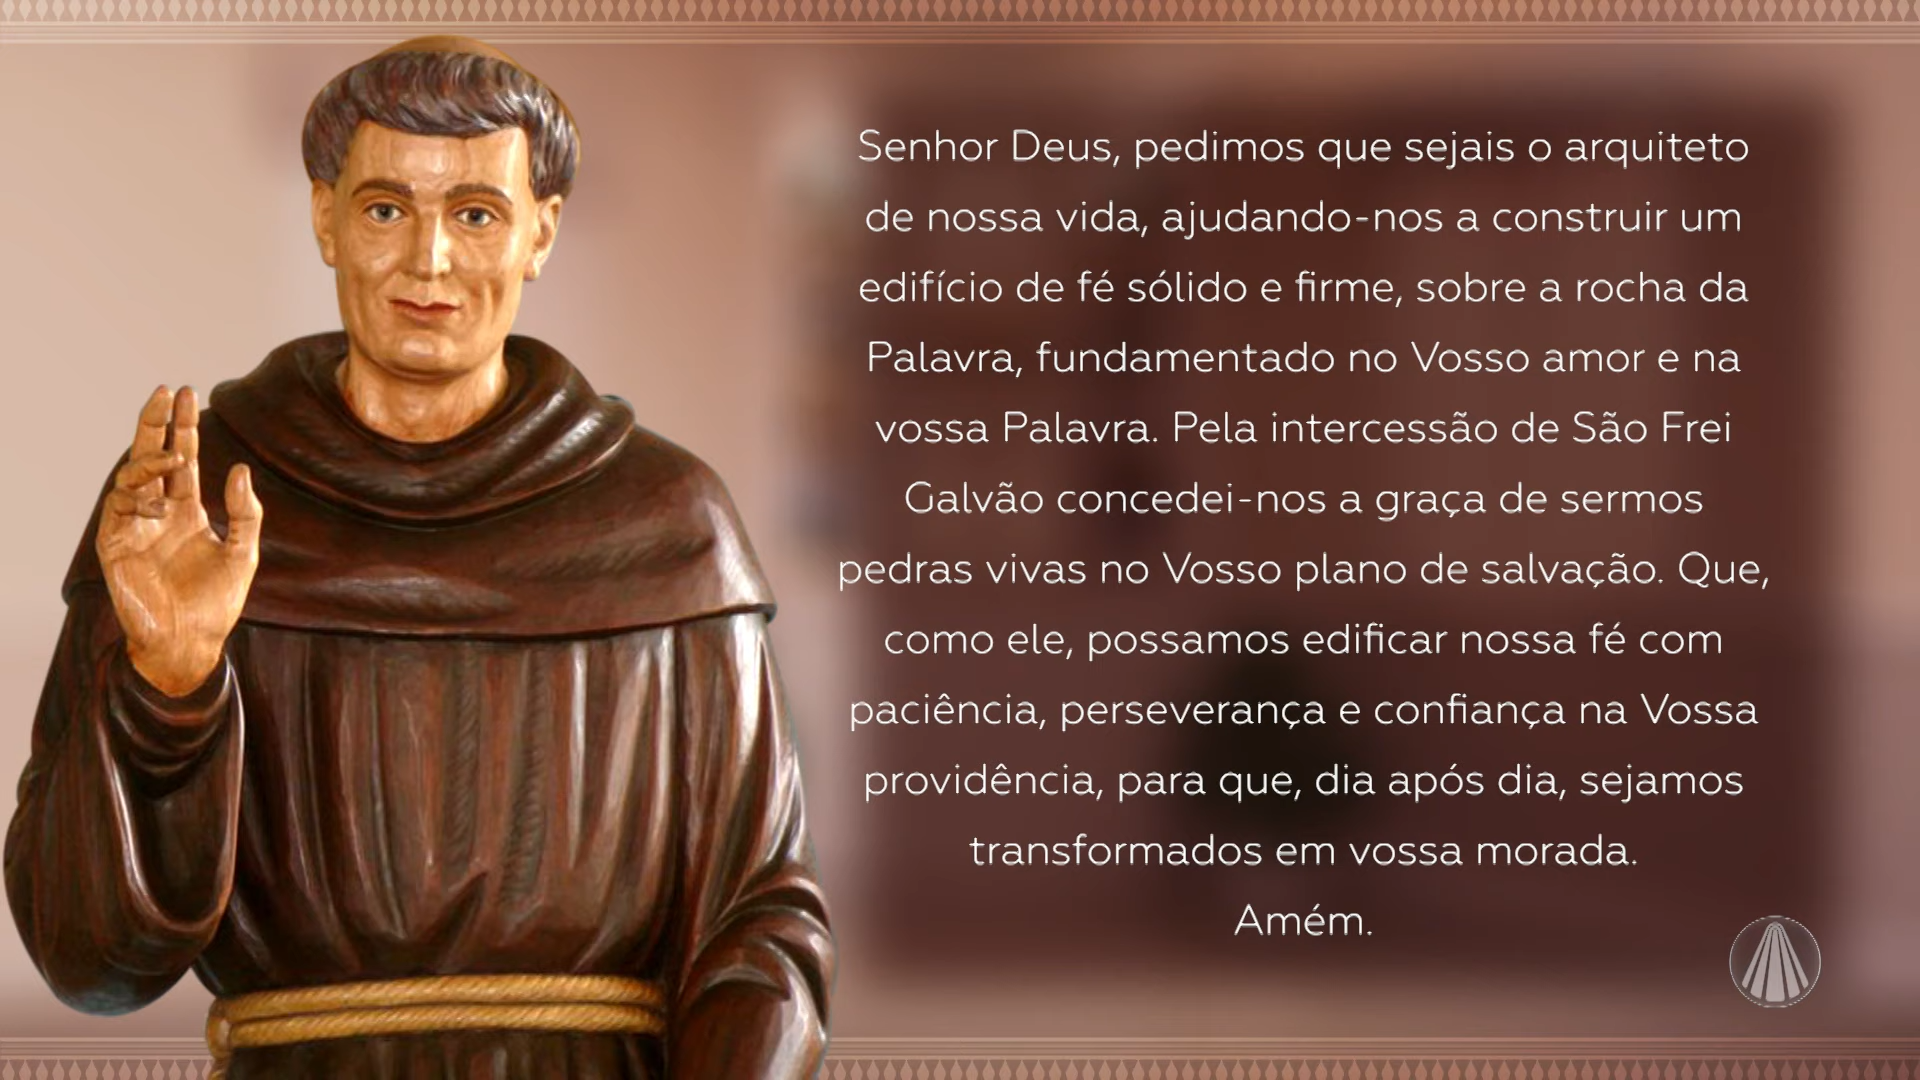 Senhor Deus, pedimos que sejais o arquiteto
de nossa vida, ajudando-nos a construir um
edifício de fé sólido e firme, sobre a rocha da
Palavra, fundamentado no Vosso amor e na
vossa Palavra. Pela intercessão de São Frei
Galvão concedei-nos a graça de sermos
pedras vivas no Vosso plano de salvação. Que,
como ele, possamos edificar nossa fé com
paciência, perseverança e confiança na Vossa
providência, para que, dia após dia, sejamos
transformados em vossa morada.
Amém.